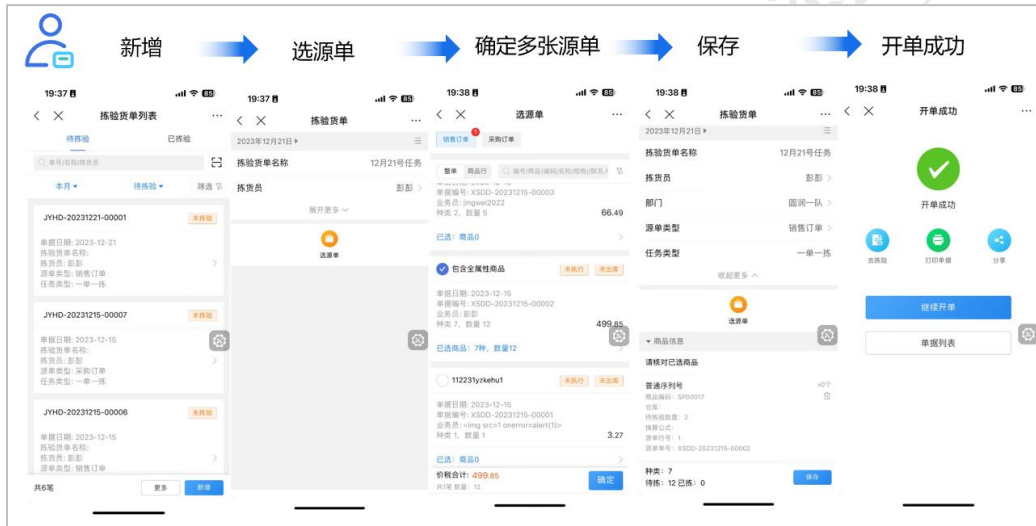 新增
选源单
确定多张源单
保存
开单成功
19:37
85
拣验货单列表
待拣验
已拣验
单号/名称/拣货员
本月
待拣验
筛选
JYHD-20231221-00001
未拣验
单据日期: 2023-12-21
拣验货单名称:
拣货员: 彭彭
源单类型: 销售订单
任务类型: 一单一拣
JYHD-20231215-00007
未拣验
单据日期: 2023-12-15
拣验货单名称:
拣货员: 彭彭
源单类型: 采购订单
任务类型: 一单一拣
JYHD-20231215-00006
未拣验
单据日期: 2023-12-15
拣验货单名称:
拣货员: 彭彭
源单类型: 销售订单
共6笔
更多
新增
19:37
85
拣验货单
2023年12月21日
拣验货单名称
12月21号任务
拣货员
彭彭
展开更多
选源单
19:38
85
选源单
销售订单
采购订单
整单
商品行
编号/商品(编码/名称/规格)/联系人
单据编号: XSDD-20231215-00003
业务员: jingwei2022
种类 2, 数量 5
66.49
已选: 商品0
包含全属性商品
未执行
未出库
单据日期: 2023-12-15
单据编号: XSDD-20231215-00002
业务员: 彭彭
种类 7, 数量 12
499.85
已选商品: 7种, 数量12
112231yzkehu1
未执行
未出库
单据日期: 2023-12-15
单据编号: XSDD-20231215-00001
业务员: <img src=1 onerror=alert(1)>
种类 1, 数量 1
3.27
已选: 商品0
价税合计: 499.85
共1笔 数量: 12
确定
19:38
85
拣验货单
2023年12月21日
拣验货单名称
12月21号任务
拣货员
彭彭
部门
圆润一队
源单类型
销售订单
任务类型
一单一拣
收起更多
选源单
商品信息
请核对已选商品
普通序列号
x0个
商品编码: SP00017
仓库:
待拣验数量: 2
换算公式:
源单行号: 1
源单单号: XSDD-20231215-00002
种类: 7
待拣: 12 已拣: 0
保存
19:38
85
开单成功
开单成功
去拣验
打印单据
分享
继续开单
单据列表